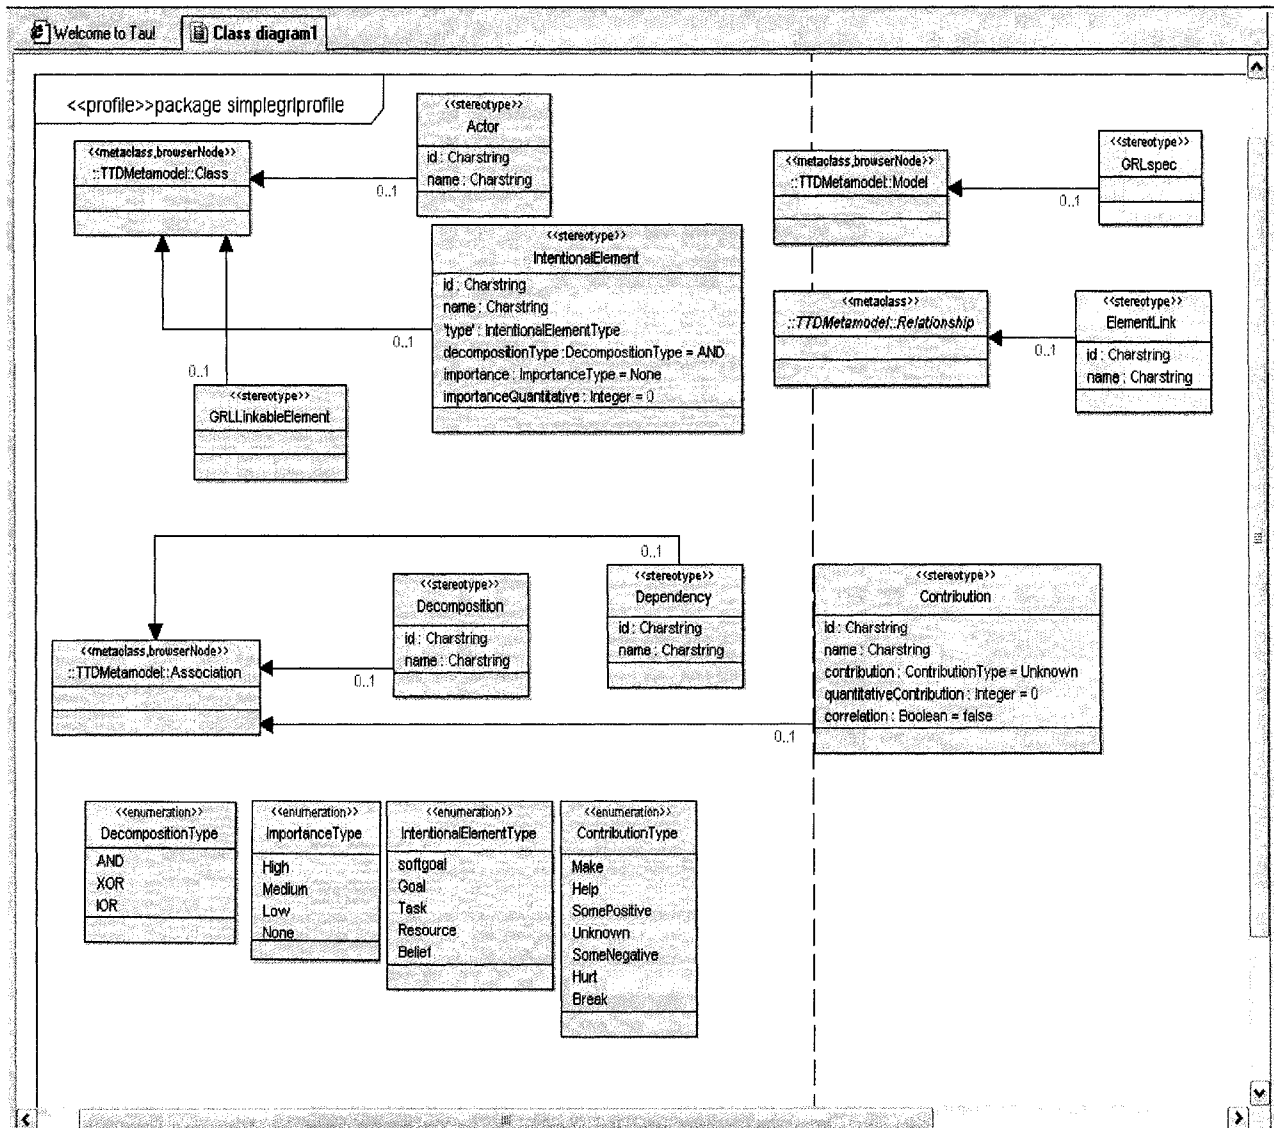 Welcome to Tau!
Class diagram1
<<profile>>package simplegrlprofile
<<stereotype>>
Actor
id : Charstring
name : Charstring
<<metaclass,browserNode>>
::TTDMetamodel::Class
0..1
<<metaclass,browserNode>>
::TTDMetamodel::Model
<<stereotype>>
GRLspec
0..1
<<stereotype>>
IntentionalElement
id : Charstring
name : Charstring
'type' : IntentionalElementType
decompositionType :DecompositionType = AND
importance : ImportanceType = None
importanceQuantitative : Integer = 0
0..1
<<metaclass>>
::TTDMetamodel::Relationship
<<stereotype>>
ElementLink
id : Charstring
name : Charstring
0..1
0..1
<<stereotype>>
GRLLinkableElement
0..1
<<stereotype>>
Decomposition
id : Charstring
name : Charstring
<<stereotype>>
Dependency
id : Charstring
name : Charstring
<<stereotype>>
Contribution
id : Charstring
name : Charstring
contribution : ContributionType = Unknown
quantitativeContribution : Integer = 0
correlation : Boolean = false
<<metaclass,browserNode>>
::TTDMetamodel::Association
0..1
0..1
<<enumeration>>
DecompositionType
AND
XOR
IOR
<<enumeration>>
ImportanceType
High
Medium
Low
None
<<enumeration>>
IntentionalElementType
softgoal
Goal
Task
Resource
Belief
<<enumeration>>
ContributionType
Make
Help
SomePositive
Unknown
SomeNegative
Hurt
Break